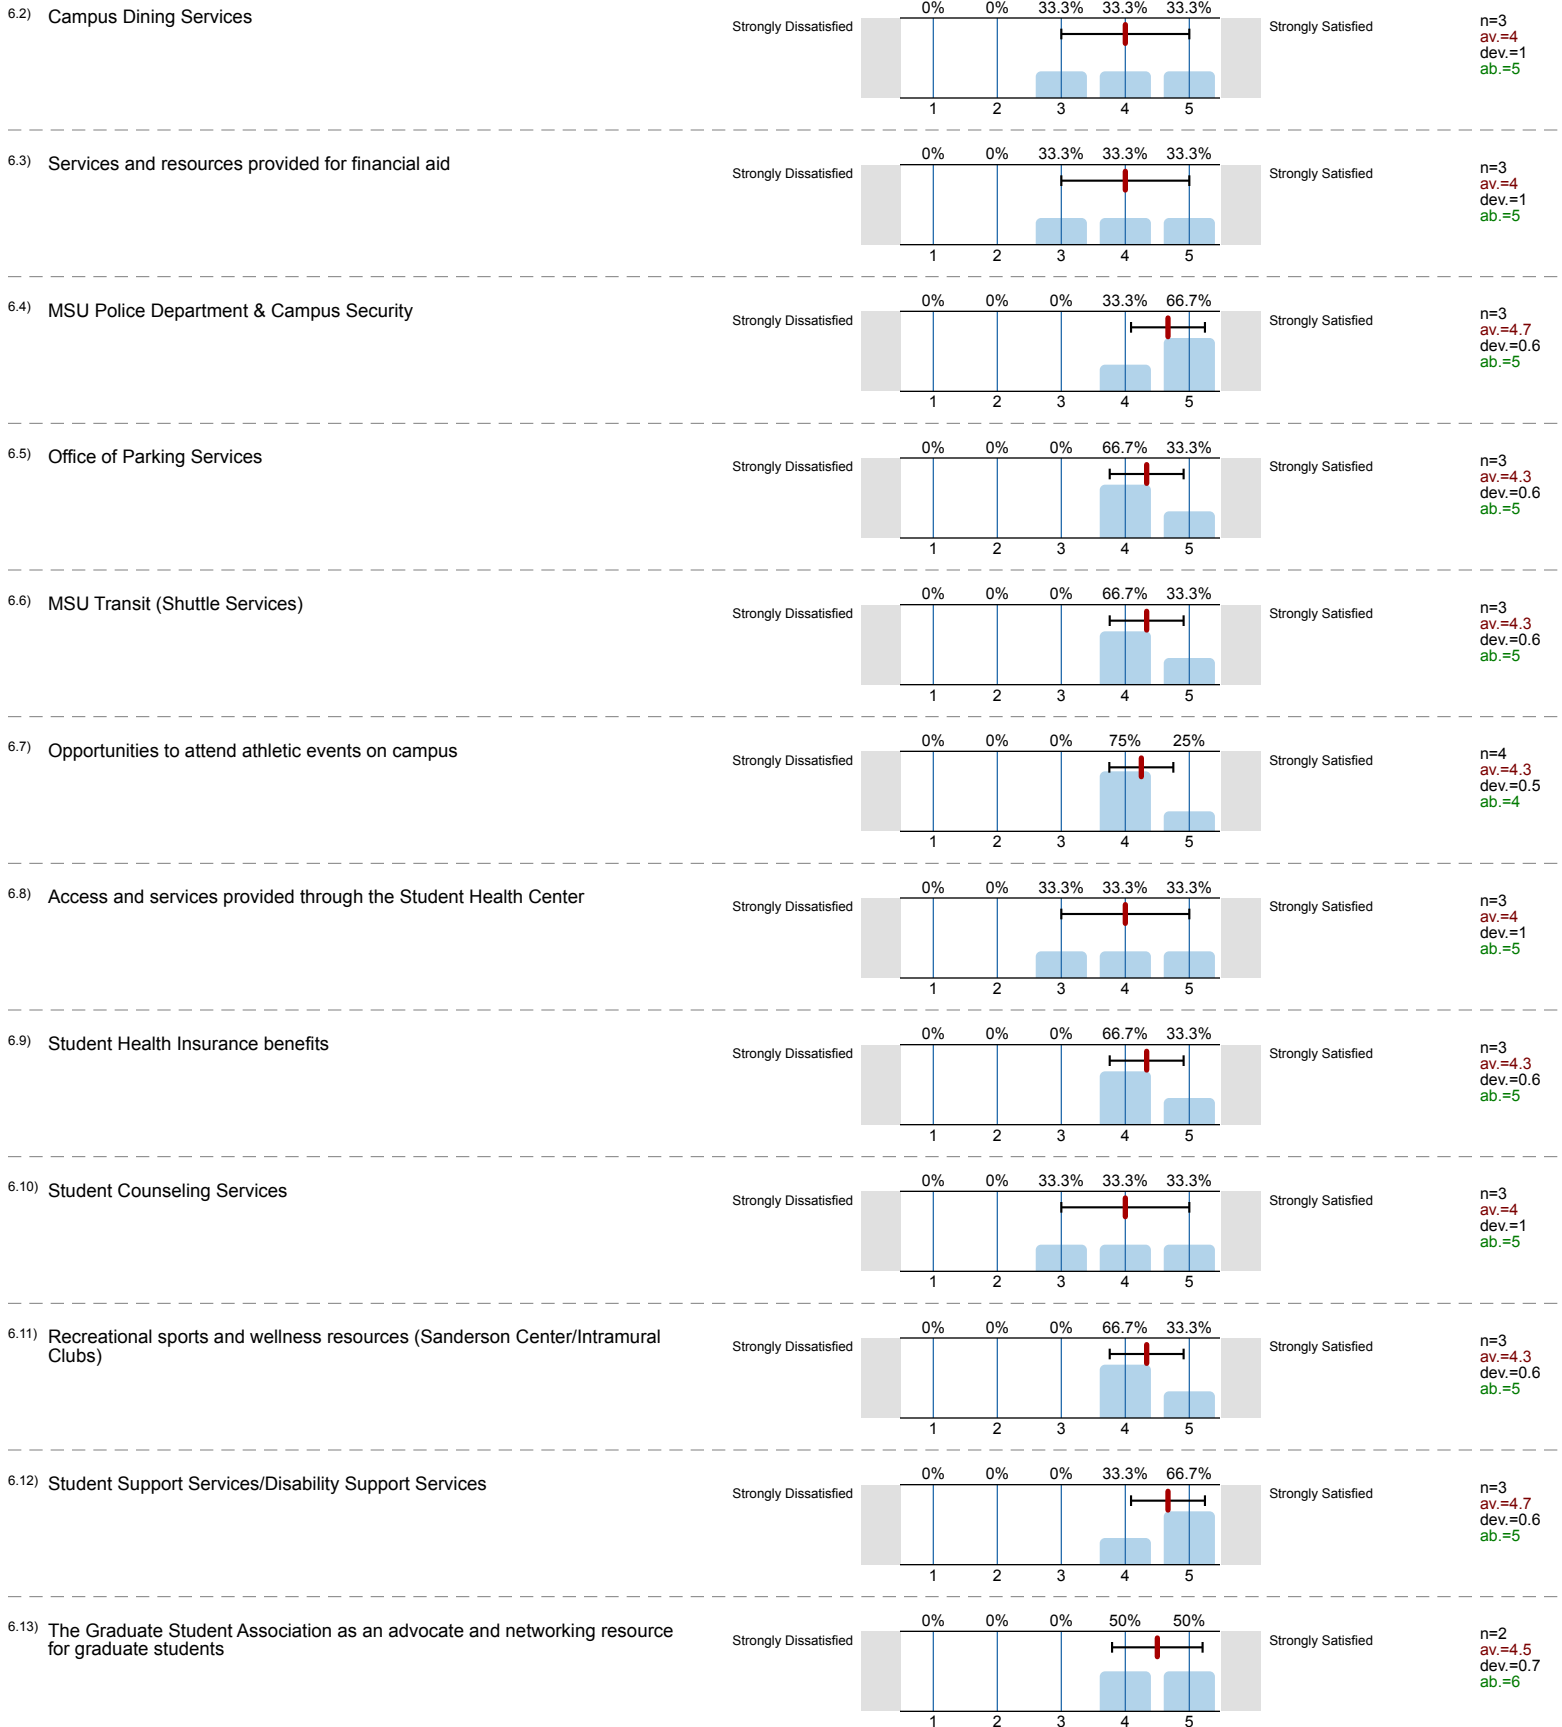 6.2) Campus Dining Services
0% 0% 33.3% 33.3% 33.3%
Strongly Dissatisfied Strongly Satisfied
n=3
av.=4
dev.=1
ab.=5
1 2 3 4 5
6.3) Services and resources provided for financial aid
0% 0% 33.3% 33.3% 33.3%
Strongly Dissatisfied Strongly Satisfied
n=3
av.=4
dev.=1
ab.=5
1 2 3 4 5
6.4) MSU Police Department & Campus Security
0% 0% 0% 33.3% 66.7%
Strongly Dissatisfied Strongly Satisfied
n=3
av.=4.7
dev.=0.6
ab.=5
1 2 3 4 5
6.5) Office of Parking Services
0% 0% 0% 66.7% 33.3%
Strongly Dissatisfied Strongly Satisfied
n=3
av.=4.3
dev.=0.6
ab.=5
1 2 3 4 5
6.6) MSU Transit (Shuttle Services)
0% 0% 0% 66.7% 33.3%
Strongly Dissatisfied Strongly Satisfied
n=3
av.=4.3
dev.=0.6
ab.=5
1 2 3 4 5
6.7) Opportunities to attend athletic events on campus
0% 0% 0% 75% 25%
Strongly Dissatisfied Strongly Satisfied
n=4
av.=4.3
dev.=0.5
ab.=4
1 2 3 4 5
6.8) Access and services provided through the Student Health Center
0% 0% 33.3% 33.3% 33.3%
Strongly Dissatisfied Strongly Satisfied
n=3
av.=4
dev.=1
ab.=5
1 2 3 4 5
6.9) Student Health Insurance benefits
0% 0% 0% 66.7% 33.3%
Strongly Dissatisfied Strongly Satisfied
n=3
av.=4.3
dev.=0.6
ab.=5
1 2 3 4 5
6.10) Student Counseling Services
0% 0% 33.3% 33.3% 33.3%
Strongly Dissatisfied Strongly Satisfied
n=3
av.=4
dev.=1
ab.=5
1 2 3 4 5
6.11) Recreational sports and wellness resources (Sanderson Center/Intramural
Clubs)
0% 0% 0% 66.7% 33.3%
Strongly Dissatisfied Strongly Satisfied
n=3
av.=4.3
dev.=0.6
ab.=5
1 2 3 4 5
6.12) Student Support Services/Disability Support Services
0% 0% 0% 33.3% 66.7%
Strongly Dissatisfied Strongly Satisfied
n=3
av.=4.7
dev.=0.6
ab.=5
1 2 3 4 5
6.13) The Graduate Student Association as an advocate and networking resource
for graduate students
0% 0% 0% 50% 50%
Strongly Dissatisfied Strongly Satisfied
n=2
av.=4.5
dev.=0.7
ab.=6
1 2 3 4 5